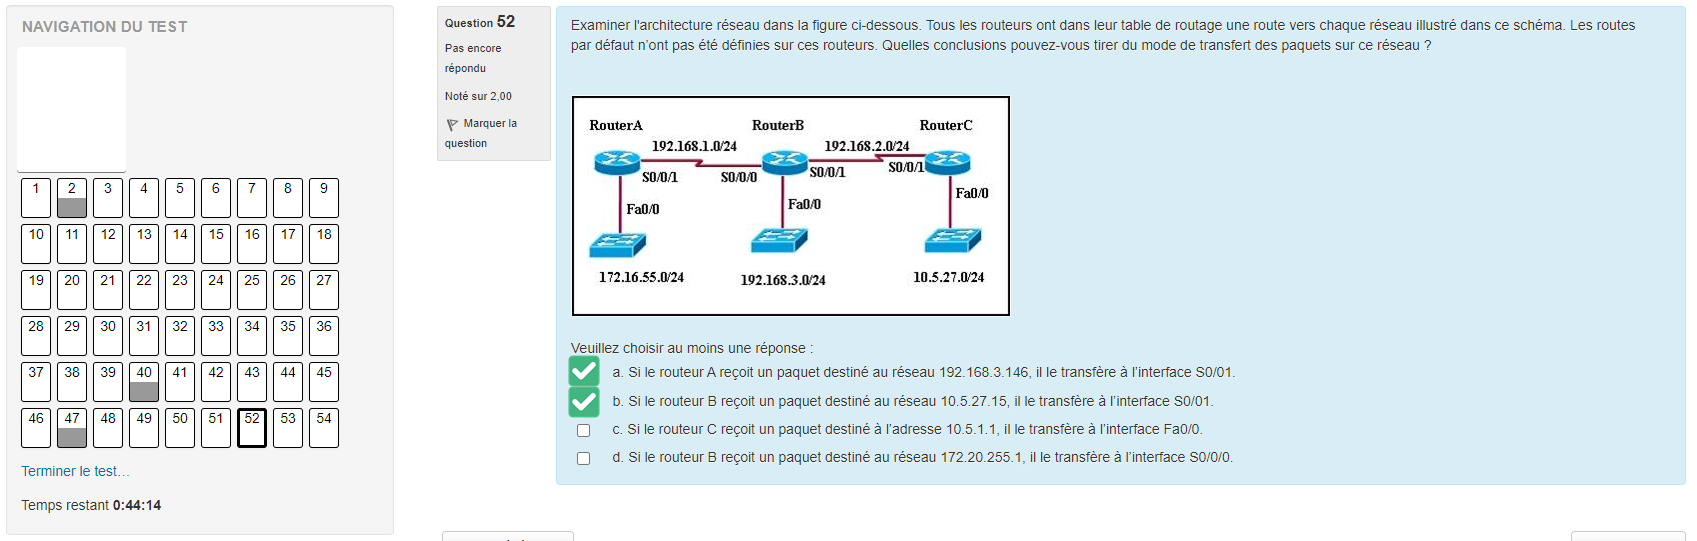 NAVIGATION DU TEST
1 2 3 4 5 6 7 8 9
10 11 12 13 14 15 16 17 18
19 20 21 22 23 24 25 26 27
28 29 30 31 32 33 34 35 36
37 38 39 40 41 42 43 44 45
46 47 48 49 50 51 52 53 54
Terminer le test…
Temps restant 0:44:14
Question 52
Pas encore
répondu
Noté sur 2,00
Marquer la
question
Examiner l'architecture réseau dans la figure ci-dessous. Tous les routeurs ont dans leur table de routage une route vers chaque réseau illustré dans ce schéma. Les routes
par défaut n'ont pas été définies sur ces routeurs. Quelles conclusions pouvez-vous tirer du mode de transfert des paquets sur ce réseau ?
RouterA RouterB RouterC
192.168.1.0/24 192.168.2.0/24
S0/0/1 S0/0/0 S0/0/1 S0/0/1
Fa0/0 Fa0/0 Fa0/0
172.16.55.0/24 192.168.3.0/24 10.5.27.0/24
Veuillez choisir au moins une réponse :
a. Si le routeur A reçoit un paquet destiné au réseau 192.168.3.146, il le transfère à l'interface S0/01.
b. Si le routeur B reçoit un paquet destiné au réseau 10.5.27.15, il le transfère à l'interface S0/01.
c. Si le routeur C reçoit un paquet destiné à l'adresse 10.5.1.1, il le transfère à l'interface Fa0/0.
d. Si le routeur B reçoit un paquet destiné au réseau 172.20.255.1, il le transfère à l'interface S0/0/0.